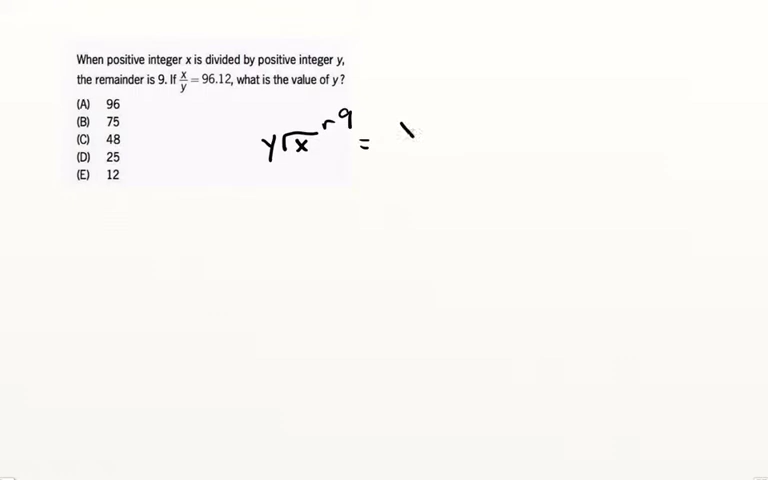 When positive integer x is divided by positive integer y,
the remainder is 9. If x/y = 96.12, what is the value of y?
(A) 96
(B) 75
(C) 48
(D) 25
(E) 12
y√x r 9 = \